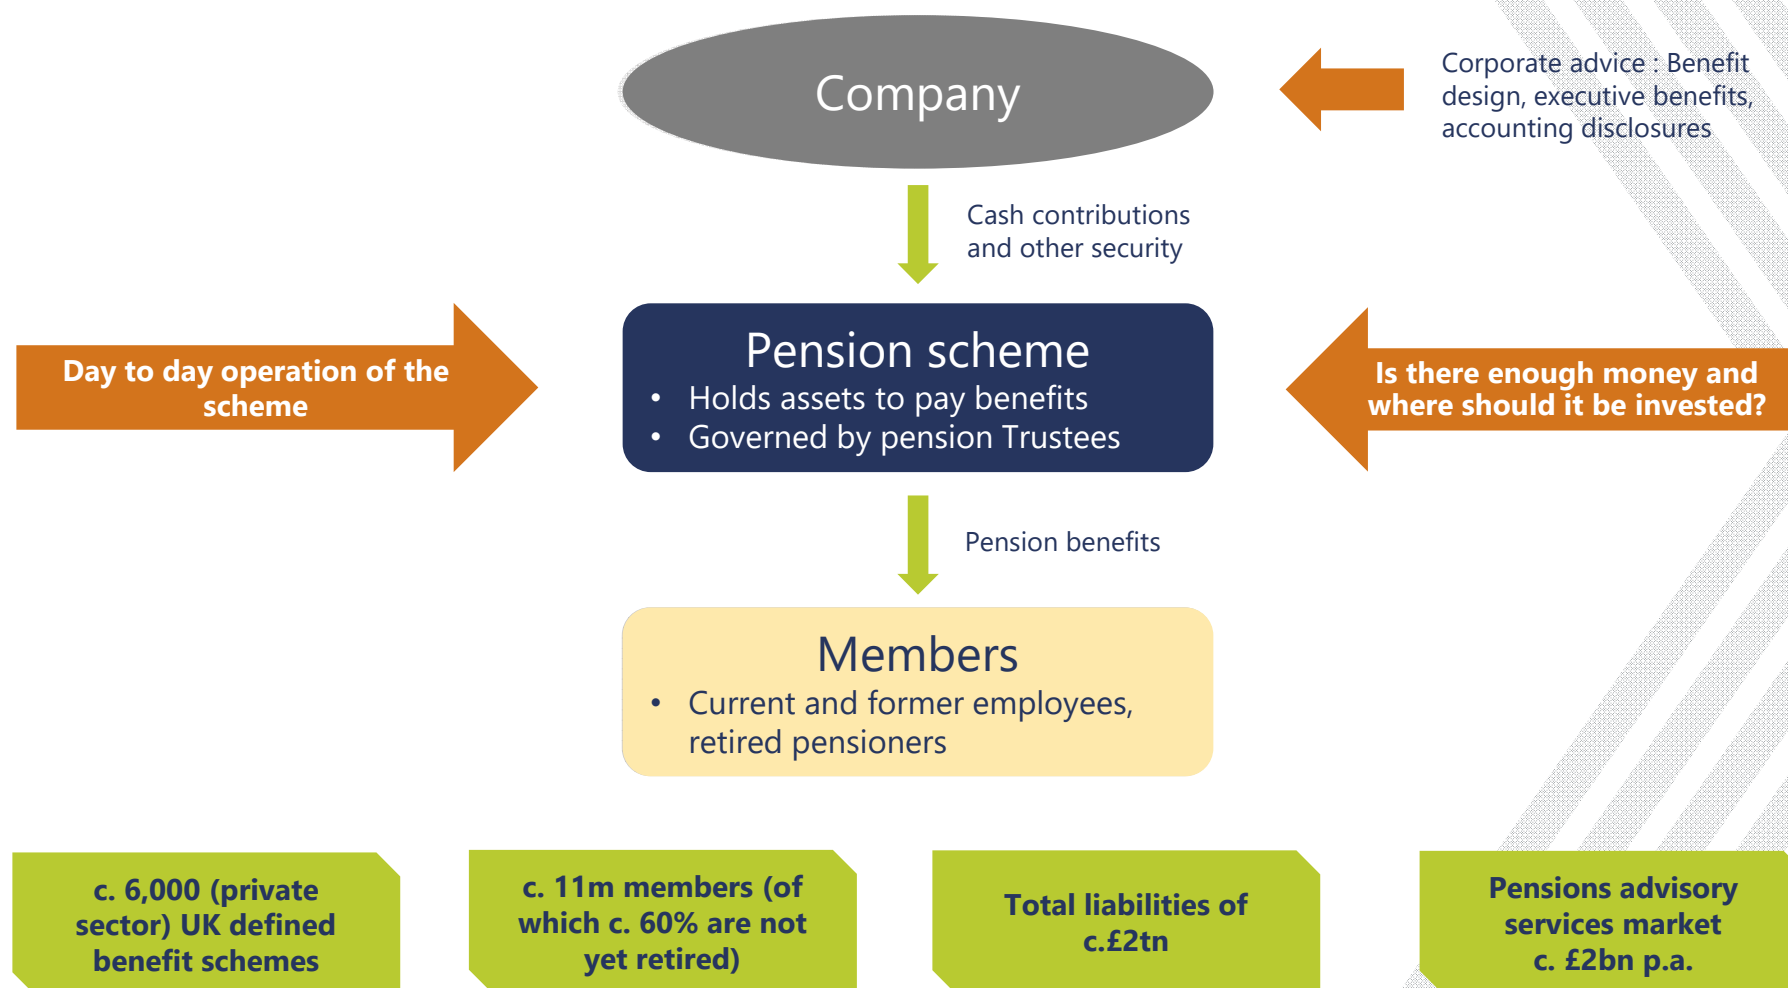 Company
Corporate advice : Benefit
design, executive benefits,
accounting disclosures
Cash contributions
and other security
Day to day operation of the
scheme
Pension scheme
• Holds assets to pay benefits
• Governed by pension Trustees
Is there enough money and
where should it be invested?
Pension benefits
Members
• Current and former employees,
retired pensioners
c. 6,000 (private
sector) UK defined
benefit schemes
c. 11m members (of
which c. 60% are not
yet retired)
Total liabilities of
c.£2tn
Pensions advisory
services market
c. £2bn p.a.